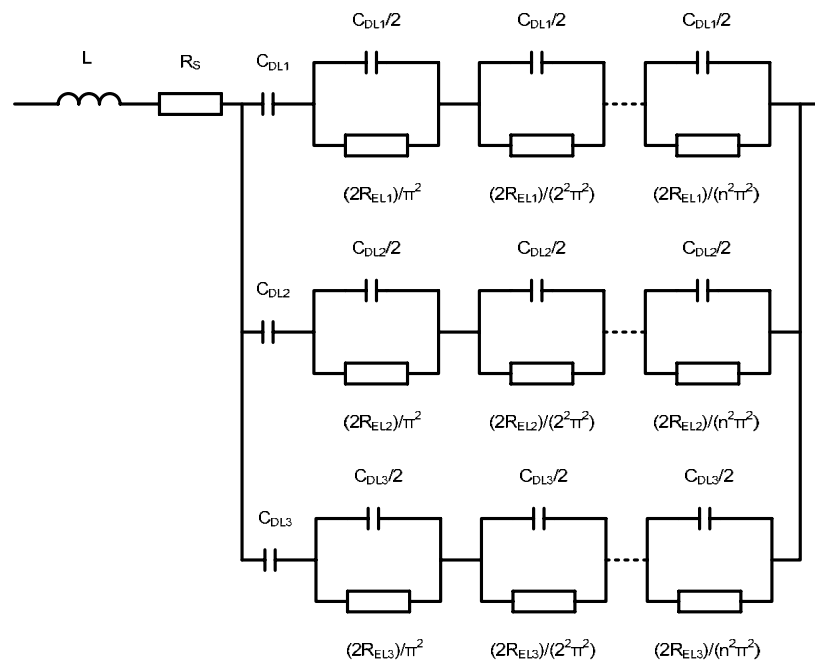 C_DL1/2 C_DL1/2 C_DL1/2
L R_S C_DL1
(2R_EL1)/π² (2R_EL1)/(2²π²) (2R_EL1)/(n²π²)
C_DL2/2 C_DL2/2 C_DL2/2
C_DL2
(2R_EL2)/π² (2R_EL2)/(2²π²) (2R_EL2)/(n²π²)
C_DL3/2 C_DL3/2 C_DL3/2
C_DL3
(2R_EL3)/π² (2R_EL3)/(2²π²) (2R_EL3)/(n²π²)